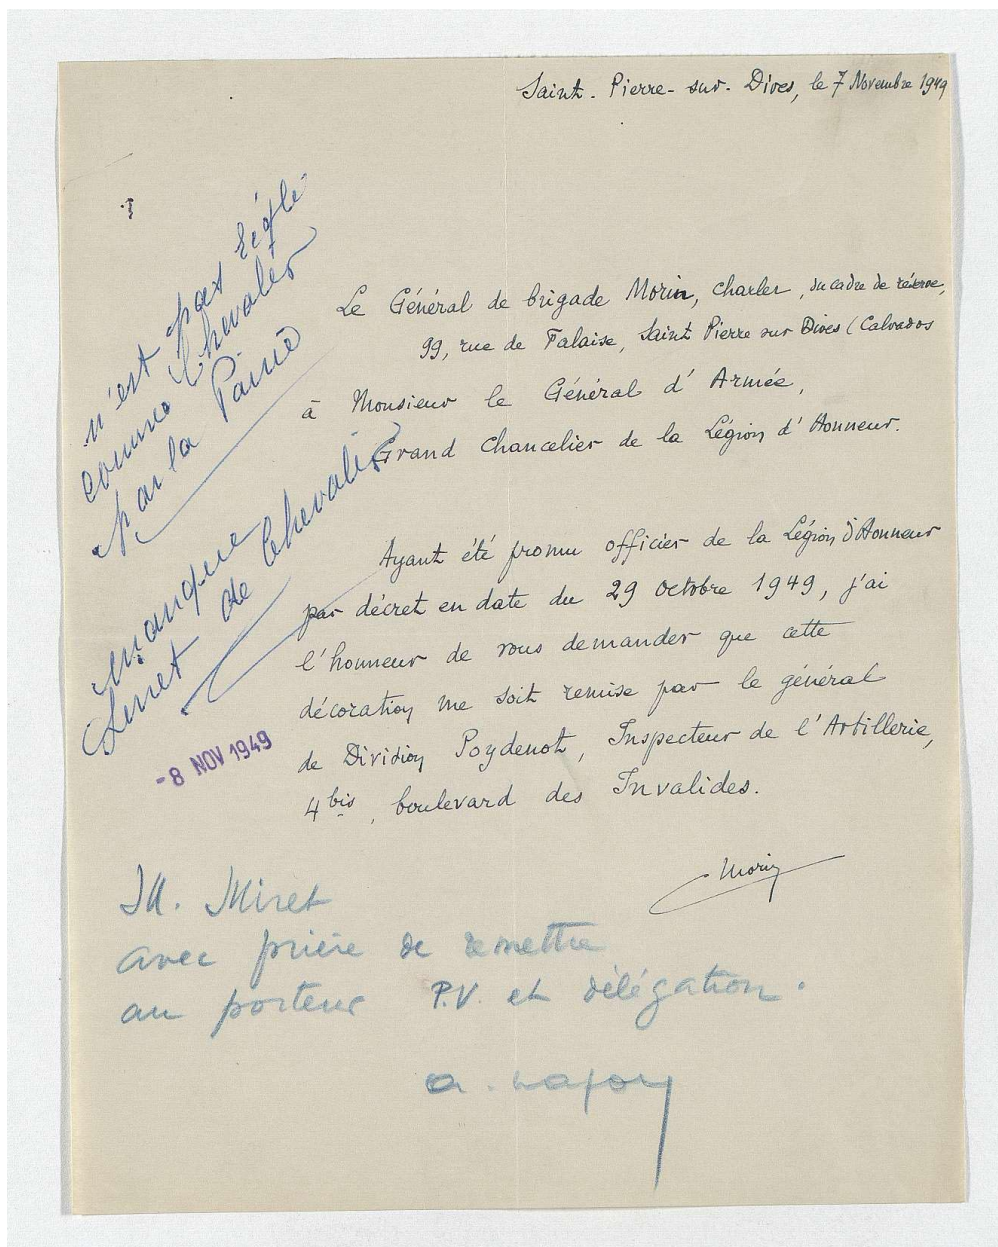 Saint-Pierre-sur-Dives, le 7 Novembre 1949
Le Général de brigade Morin, Charles, du cadre de réserve,
99, rue de Falaise, Saint Pierre sur Dives (Calvados
à Monsieur le Général d'Armée,
Grand Chancelier de la Légion d'Honneur.
Ayant été promu officier de la Légion d'Honneur
par décret en date du 29 octobre 1949, j'ai
l'honneur de vous demander que cette
décoration me soit remise par le général
de Division Poydenot, Inspecteur de l'Artillerie,
4 bis, boulevard des Invalides.
Morin
n'est pas réglé
comme Chevalier
par la
manque
livret de Chevalier
-8 NOV 1949
M. Miret
avec prière de remettre
au porteur P.V. et délégation.